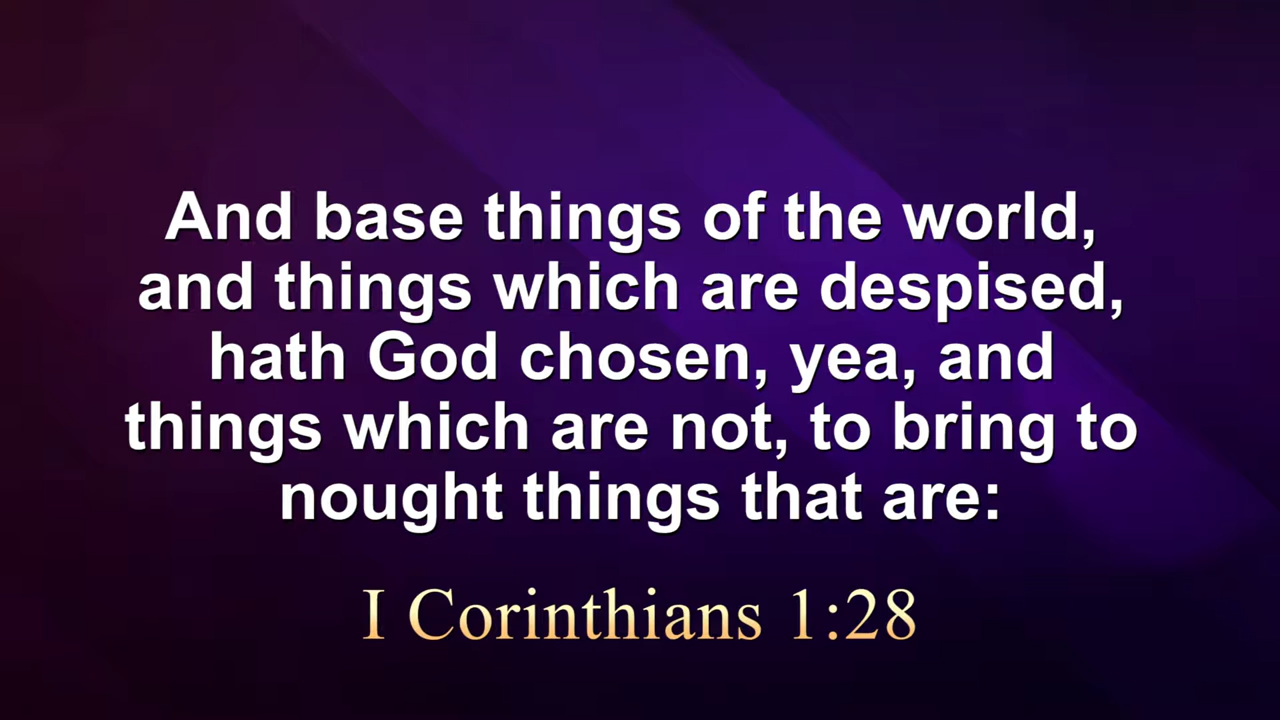 And base things of the world,
and things which are despised,
hath God chosen, yea, and
things which are not, to bring to
nought things that are:
I Corinthians 1:28